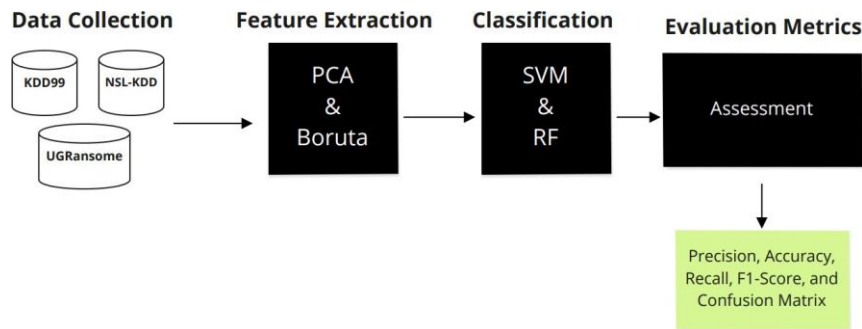 Data Collection
KDD99
NSL-KDD
UGRansome
Feature Extraction
PCA
&
Boruta
Classification
SVM
&
RF
Evaluation Metrics
Assessment
Precision, Accuracy,
Recall, F1-Score, and
Confusion Matrix